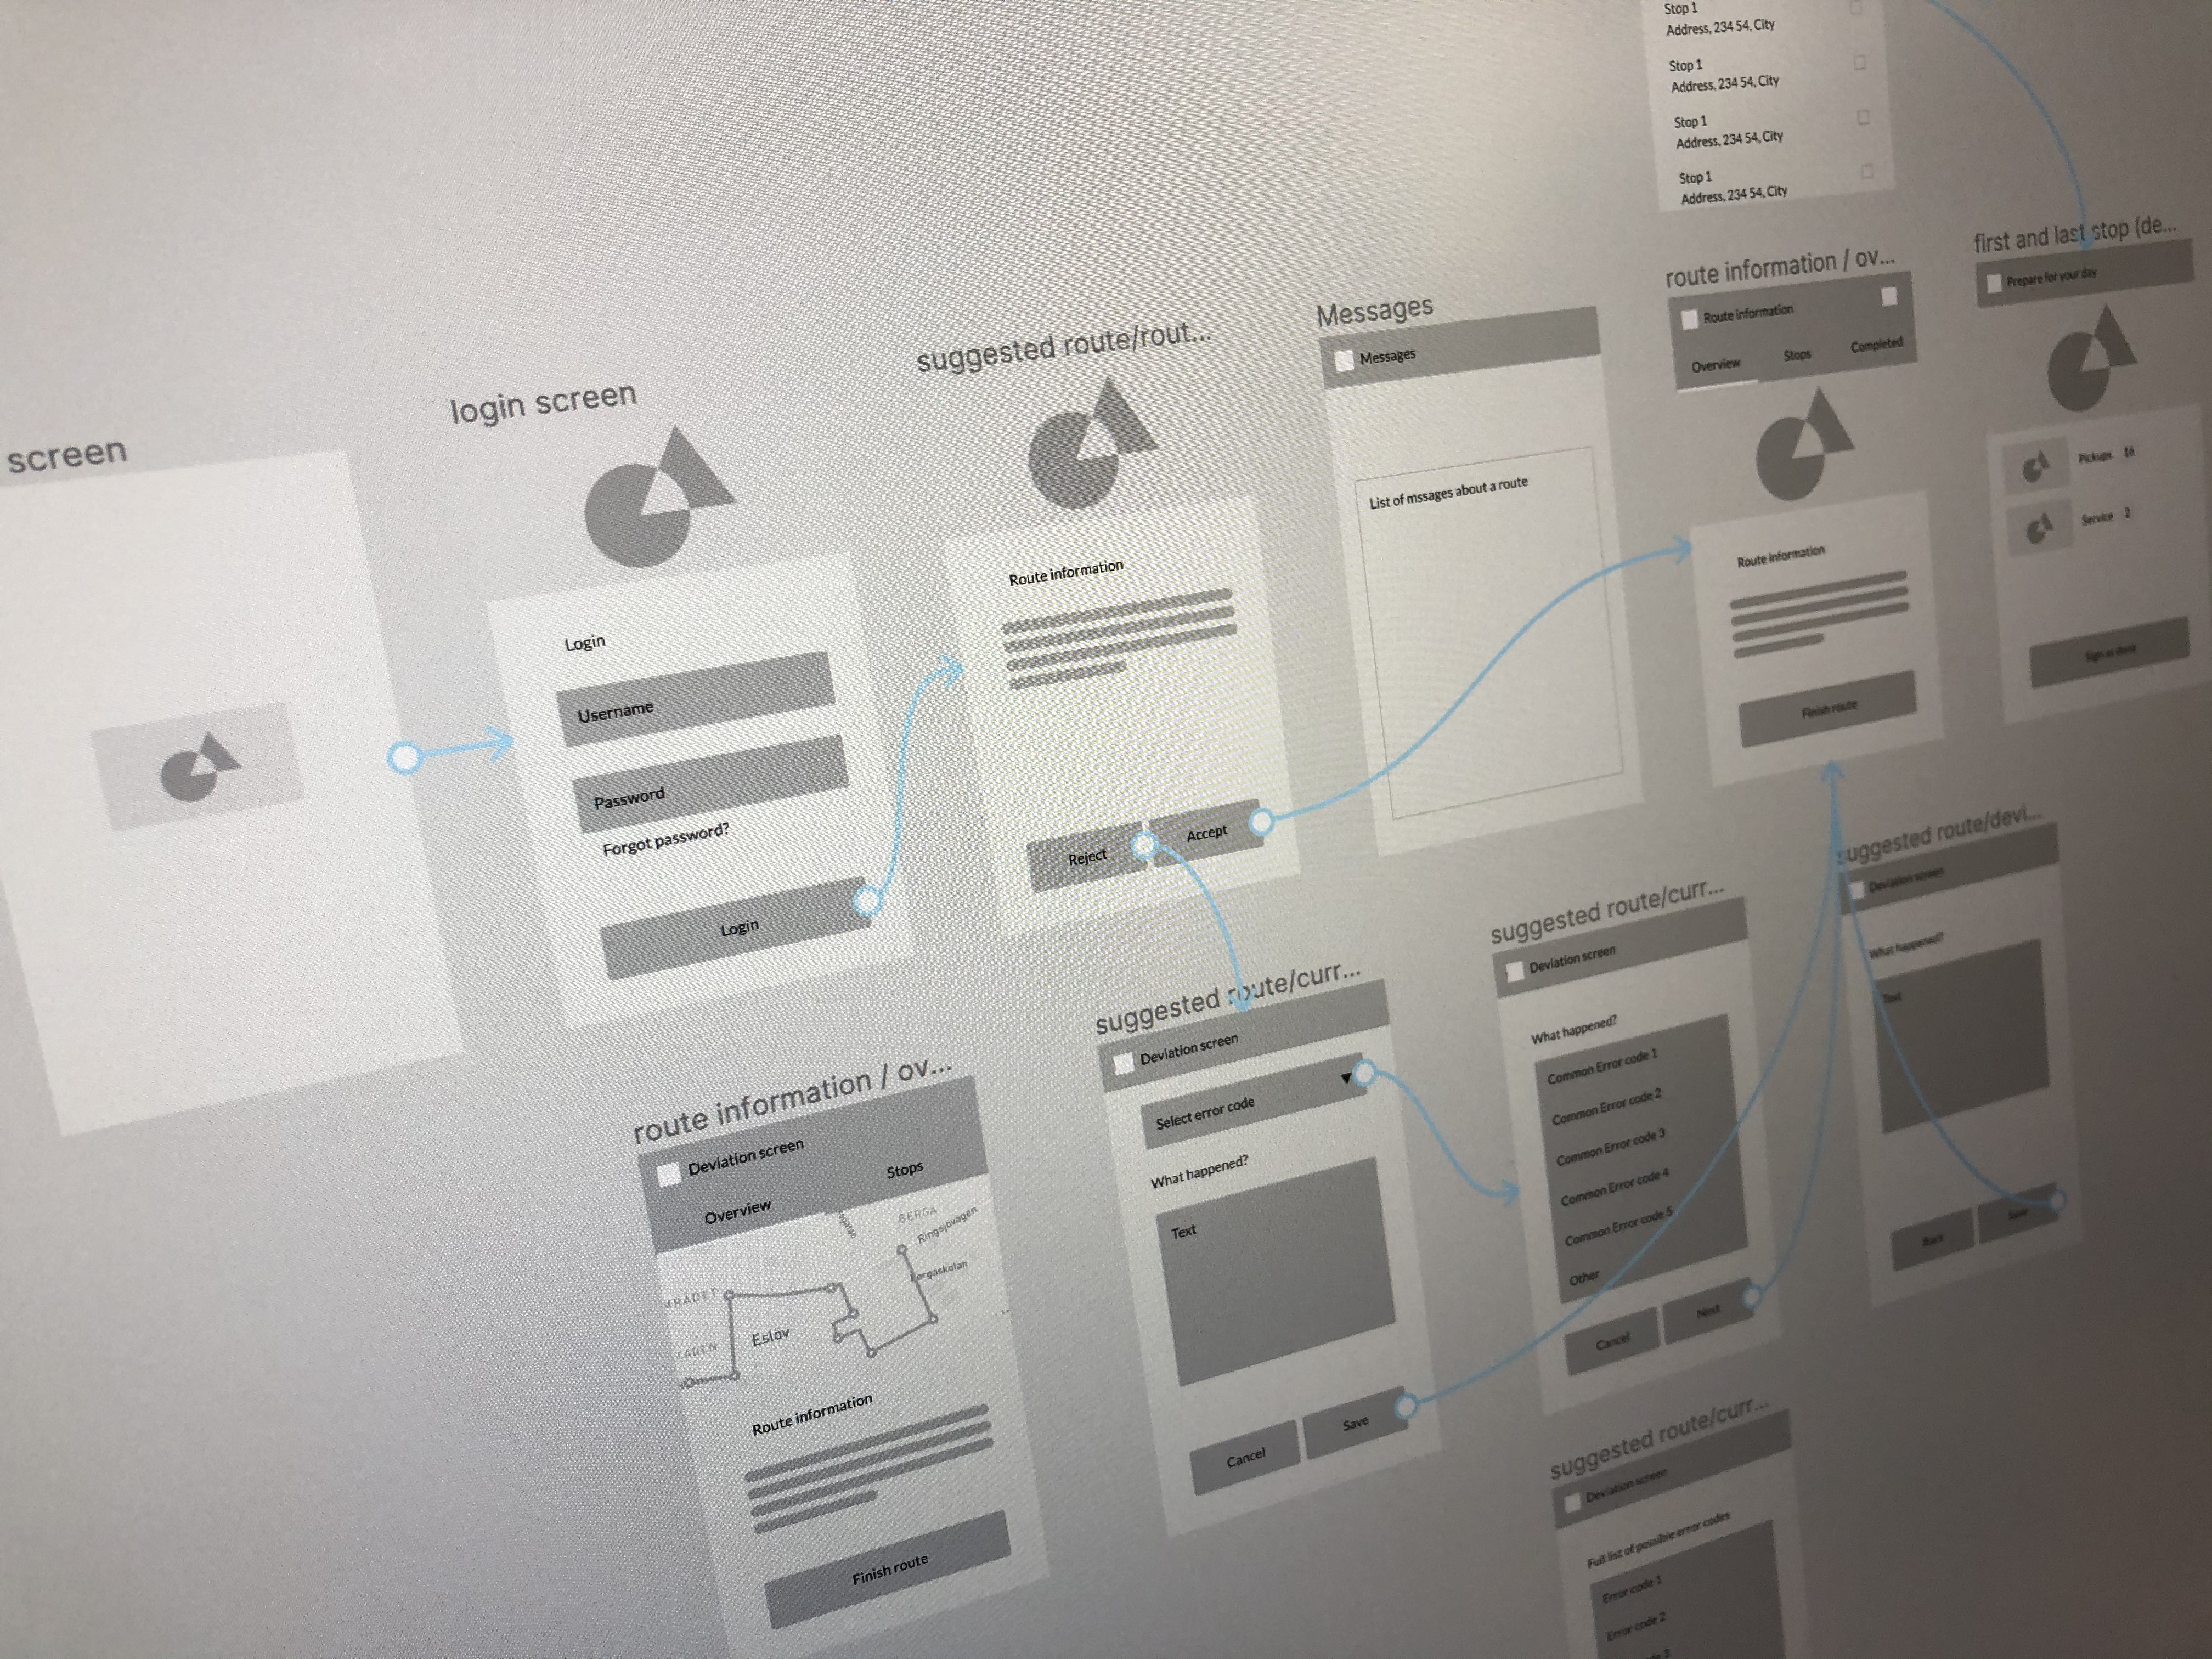 Stop 1
Address, 234 54, City
Stop 1
Address, 234 54, City
Stop 1
Address, 234 54, City
Stop 1
Address, 234 54, City
screen
login screen
Login
Username
Password
Forgot password?
Login
suggested route/rout...
Route information
Reject
Accept
Messages
Messages
List of mssages about a route
route information / ov...
Route information
Overview
Stops
Completed
Route information
Finish route
first and last stop (de...
Prepare for your day
Pickups 16
Service 2
Sign as done
route information / ov...
Deviation screen
Overview
Stops
BERGA
Ringsjövägen
Bergaskolan
Eslöv
Route information
Finish route
suggested route/curr...
Deviation screen
Select error code
What happened?
Text
Cancel
Save
suggested route/curr...
Deviation screen
What happened?
Common Error code 1
Common Error code 2
Common Error code 3
Common Error code 4
Common Error code 5
Other
Cancel
Next
suggested route/devi...
Deviation screen
What happened?
Text
Back
Save
suggested route/curr...
Deviation screen
Full list of possible error codes
Error code 1
Error code 2